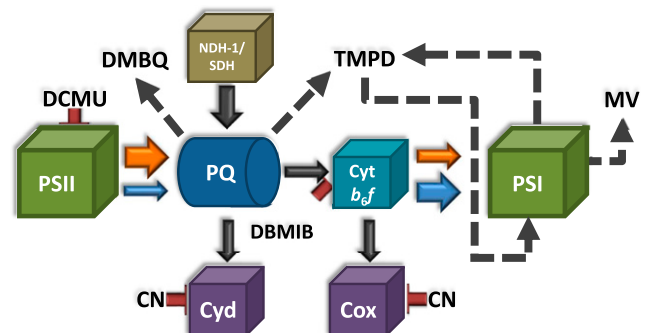 NDH-1/
SDH
DMBQ
TMPD
DCMU
MV
PSII
PQ
Cyt
b₆f
PSI
DBMIB
CN
Cyd
Cox
CN